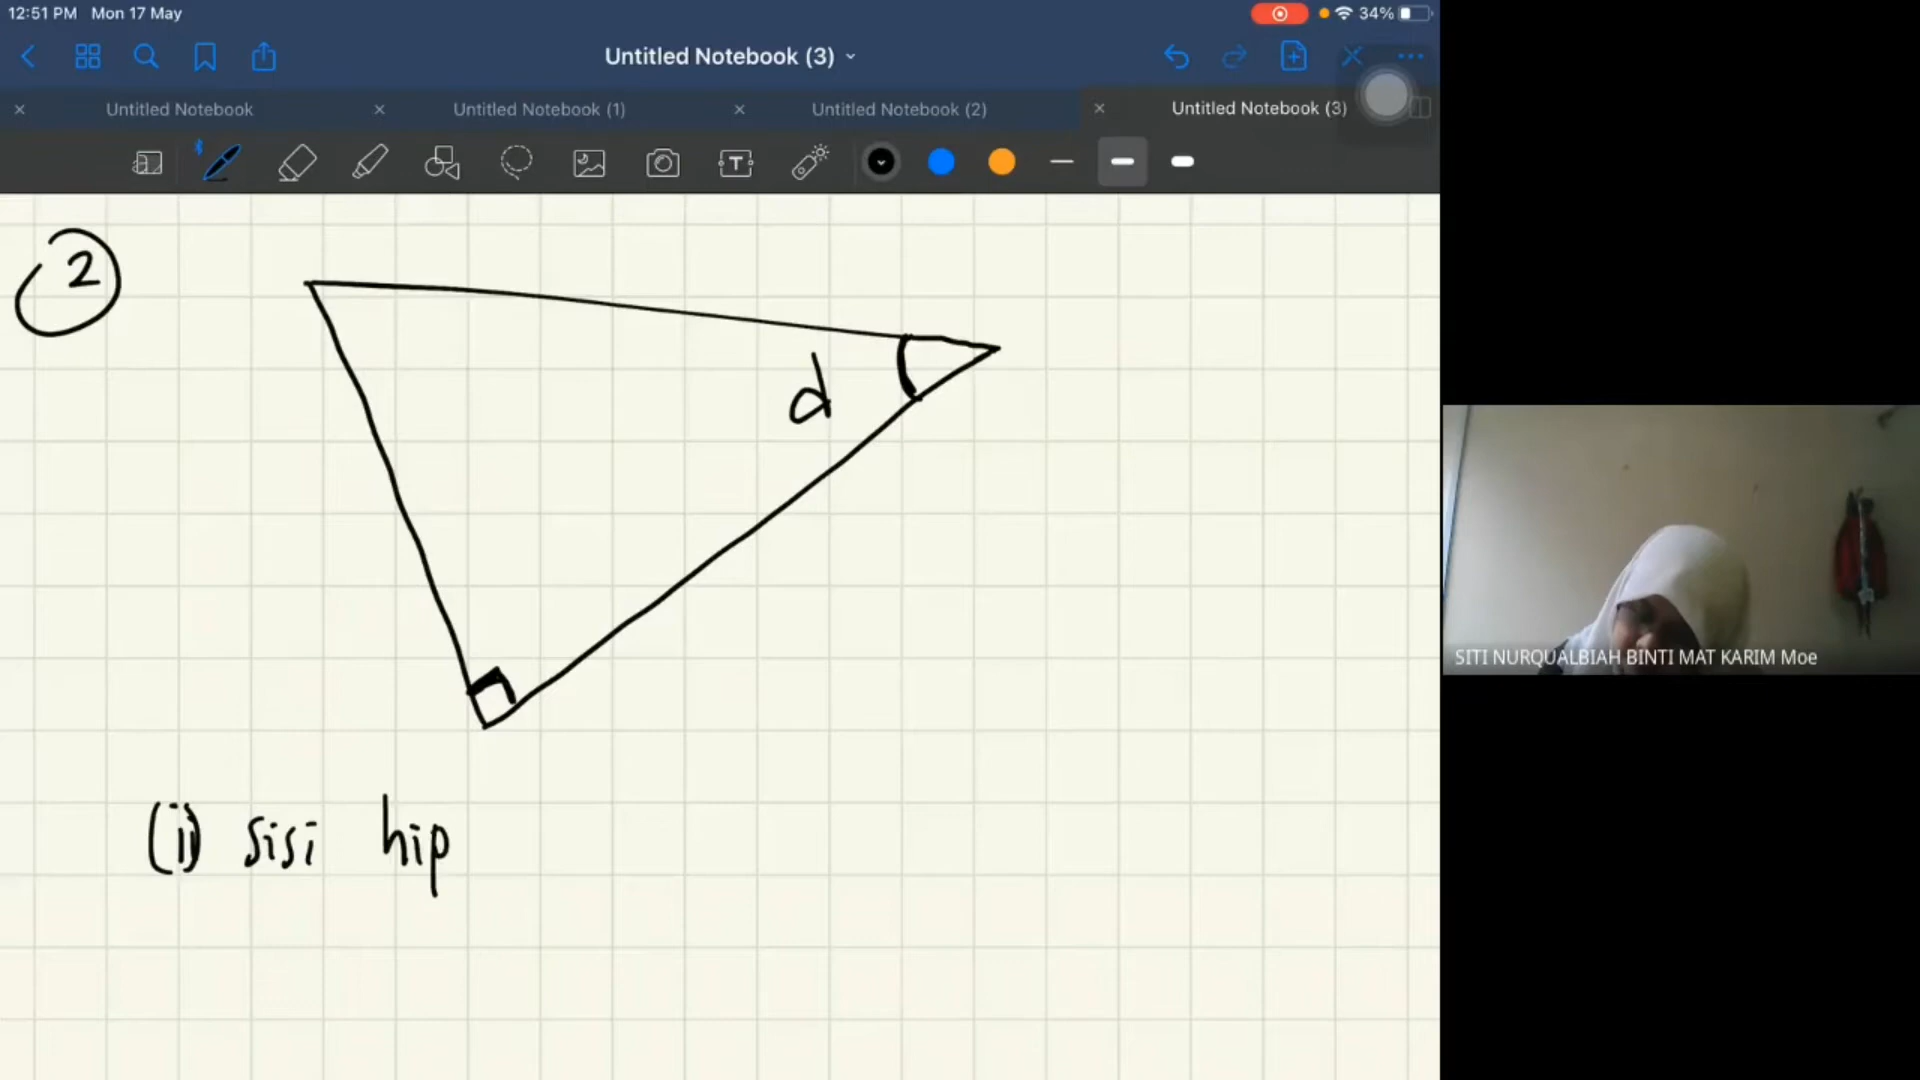 12:51 PM Mon 17 May
34%
Untitled Notebook (3)
Untitled Notebook
Untitled Notebook (1)
Untitled Notebook (2)
Untitled Notebook (3)
T
2
d
(i) sisi hip
SITI NURQUALBIAH BINTI MAT KARIM Moe